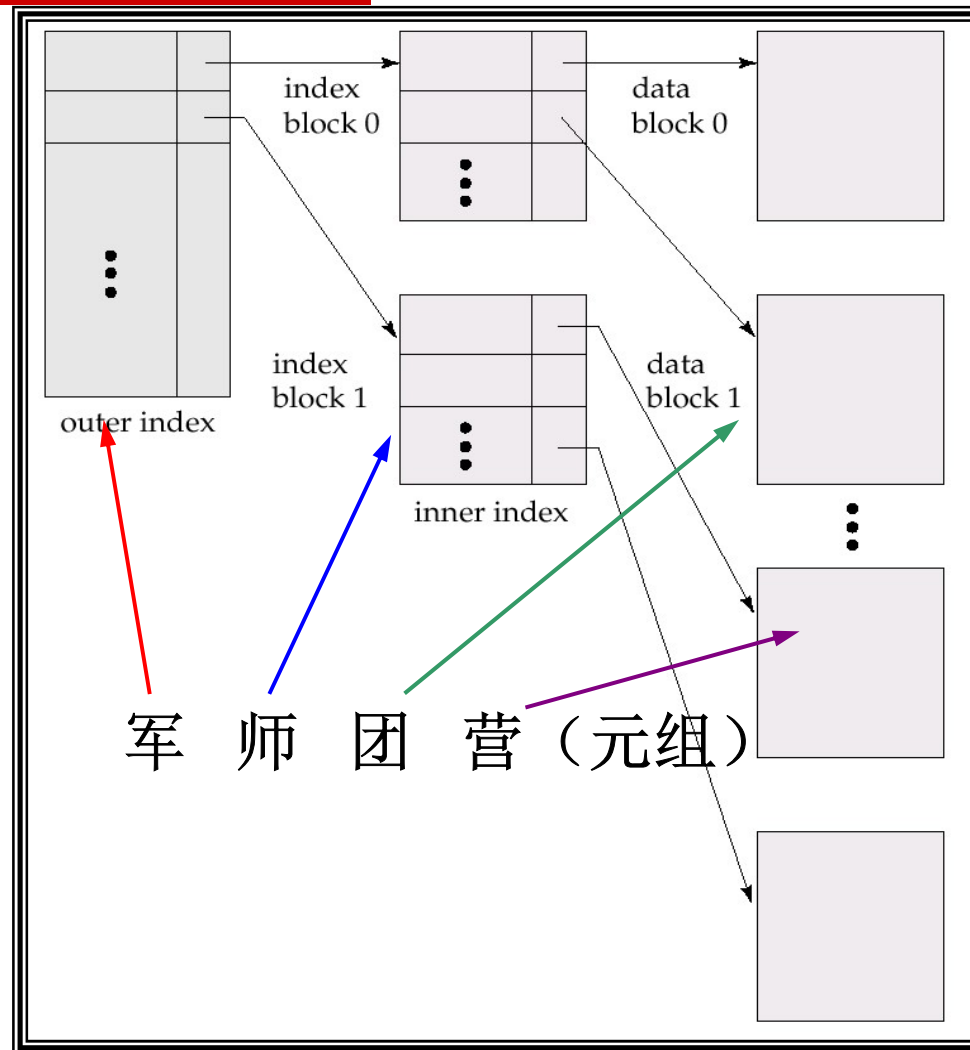 index
block 0
data
block 0
index
block 1
data
block 1
outer index
inner index
军 师 团 营（元组）